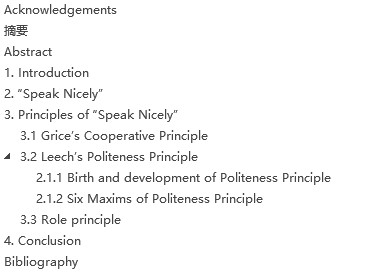 Acknowledgements
摘要
Abstract
1. Introduction
2. “Speak Nicely”
3. Principles of “Speak Nicely”
3.1 Grice’s Cooperative Principle
3.2 Leech’s Politeness Principle
2.1.1 Birth and development of Politeness Principle
2.1.2 Six Maxims of Politeness Principle
3.3 Role principle
4. Conclusion
Bibliography